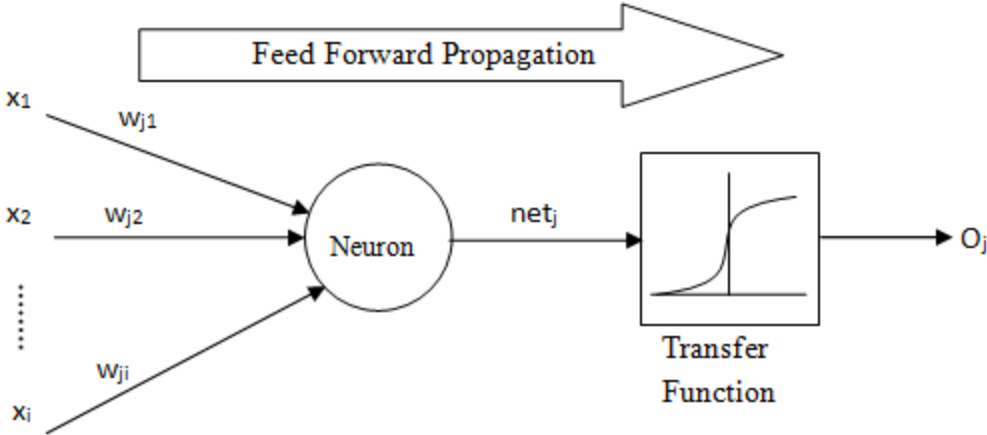 Feed Forward Propagation
x1
wj1
x2
wj2
Neuron
netj
Oj
wji
xi
Transfer
Function